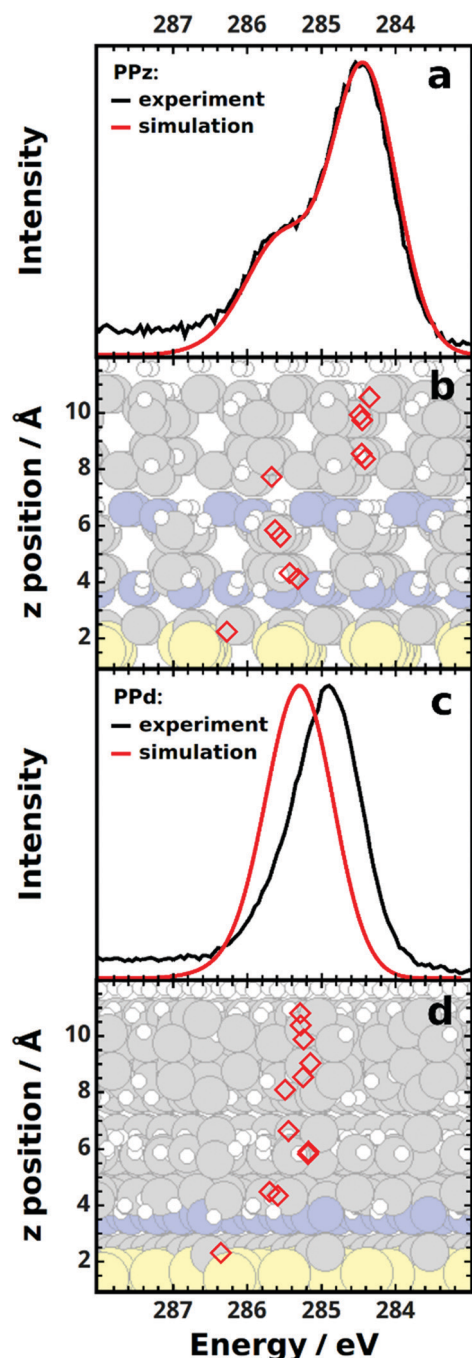 287 286 285 284
PPz:
experiment
simulation
a
Intensity
b
10
8
6
4
2
z position / Å
PPd:
experiment
simulation
c
Intensity
d
10
8
6
4
2
z position / Å
287 286 285 284
Energy / eV